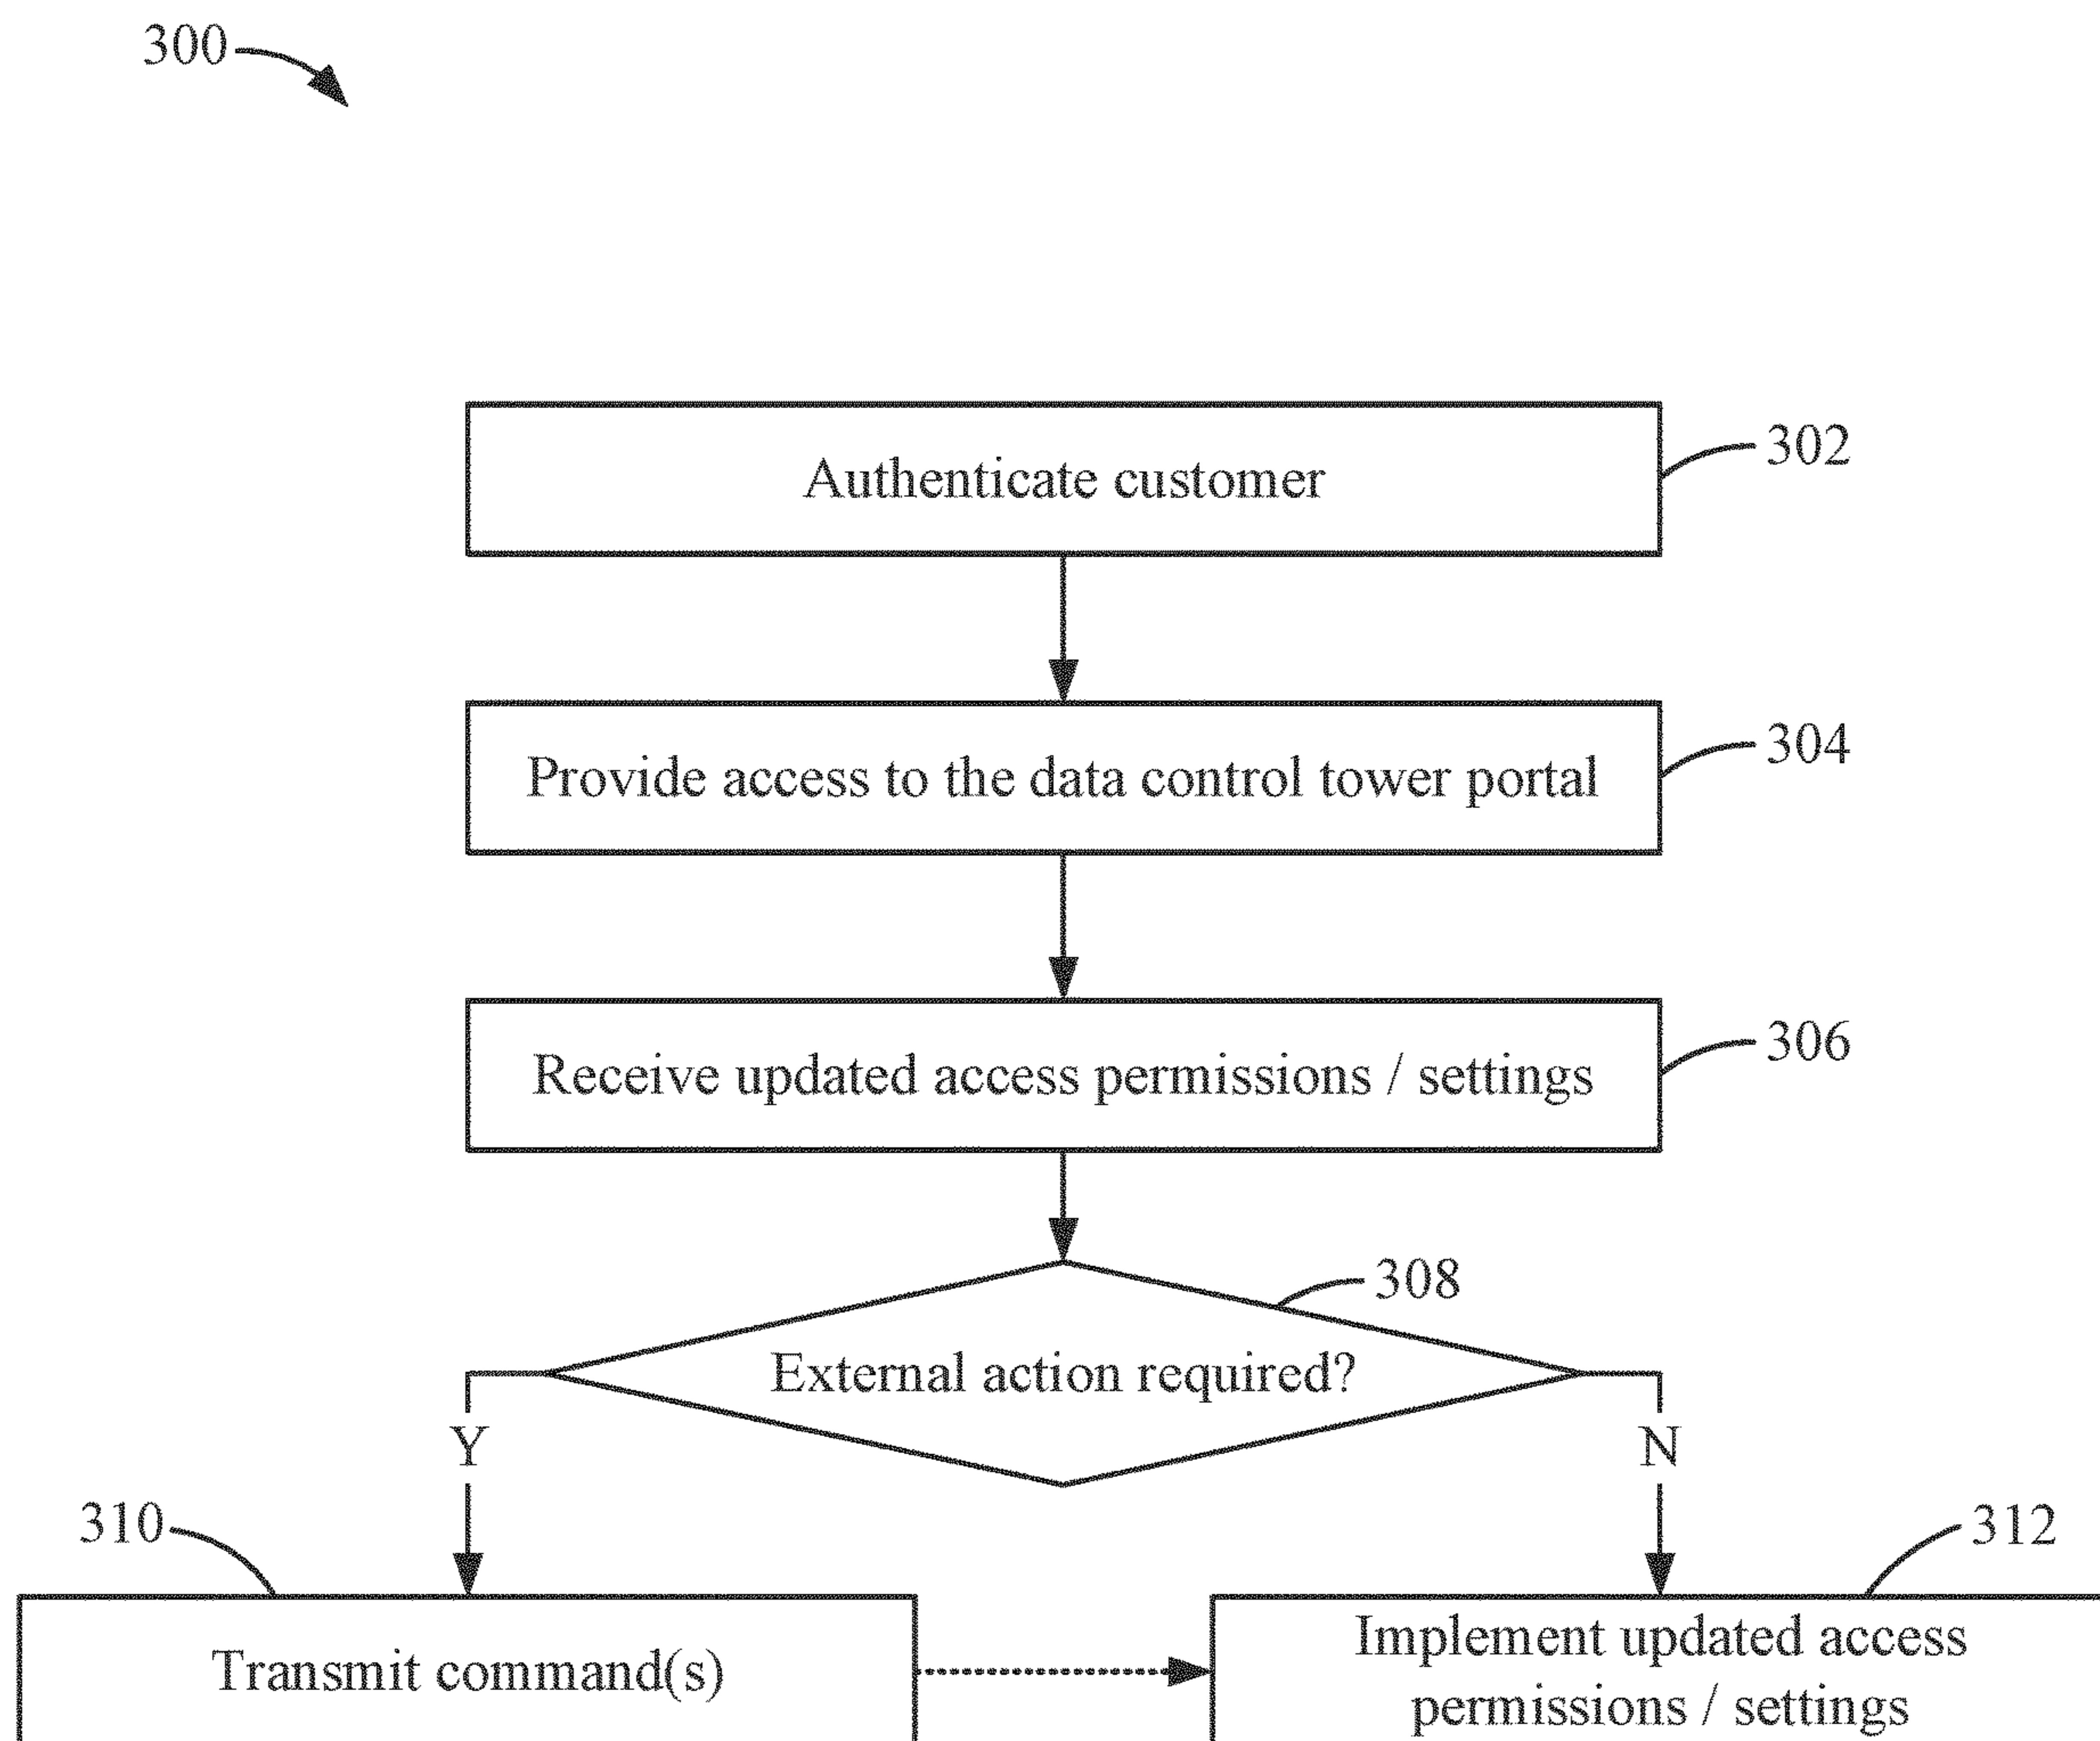 300
Authenticate customer
302
Provide access to the data control tower portal
304
Receive updated access permissions / settings
306
308
External action required?
Y
N
310
312
Transmit command(s)
Implement updated access
permissions / settings